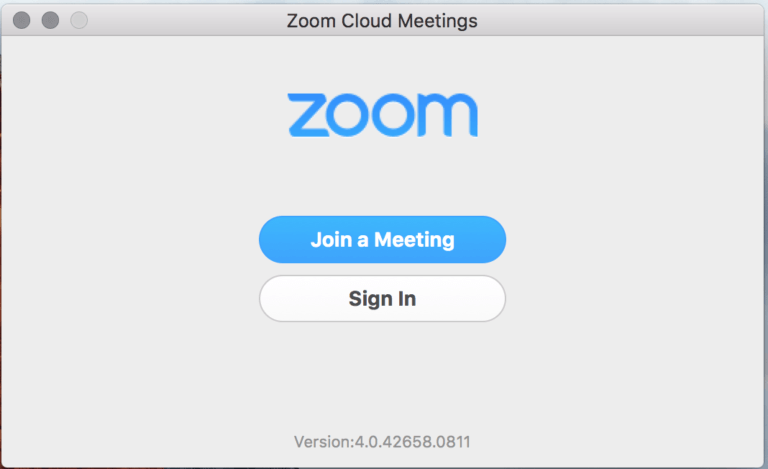 Zoom Cloud Meetings
zoom
Join a Meeting
Sign In
Version:4.0.42658.0811